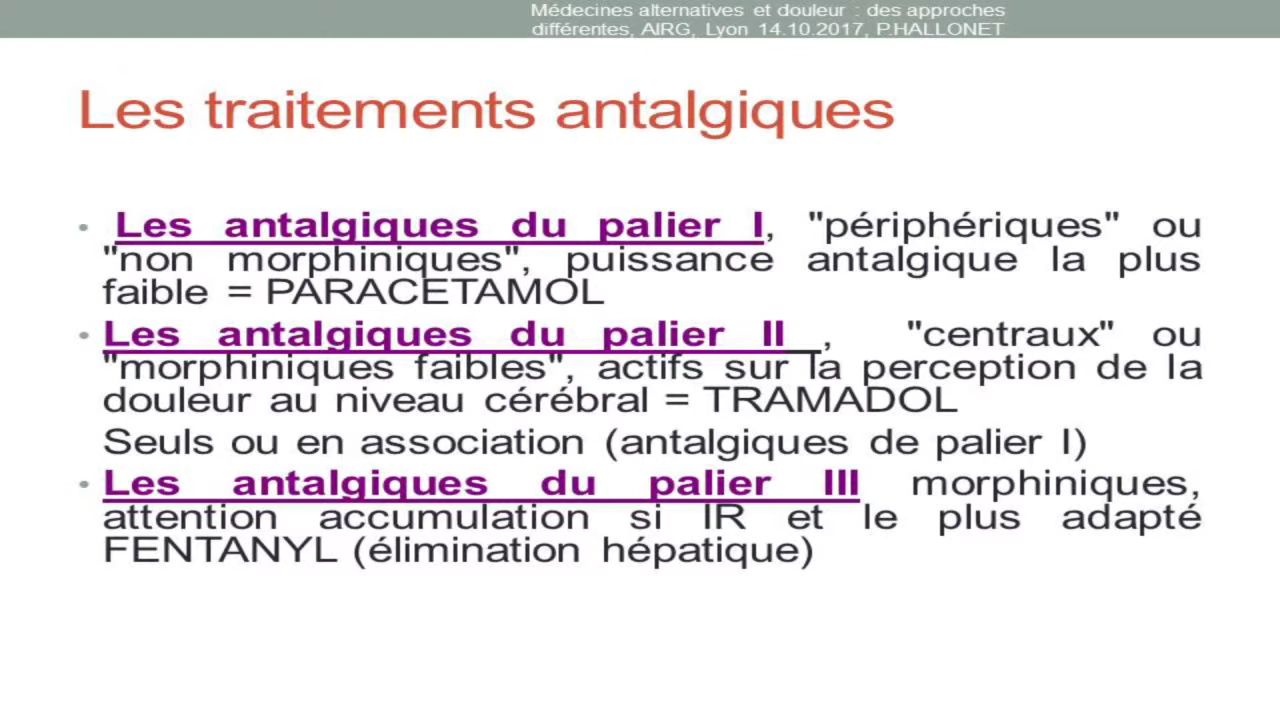 Médecines alternatives et douleur : des approches
différentes, AIRG, Lyon 14.10.2017, P.HALLONET
Les traitements antalgiques
• Les antalgiques du palier I, "périphériques" ou
"non morphiniques", puissance antalgique la plus
faible = PARACETAMOL
• Les antalgiques du palier II , "centraux" ou
"morphiniques faibles", actifs sur la perception de la
douleur au niveau cérébral = TRAMADOL
Seuls ou en association (antalgiques de palier I)
• Les antalgiques du palier III morphiniques,
attention accumulation si IR et le plus adapté
FENTANYL (élimination hépatique)